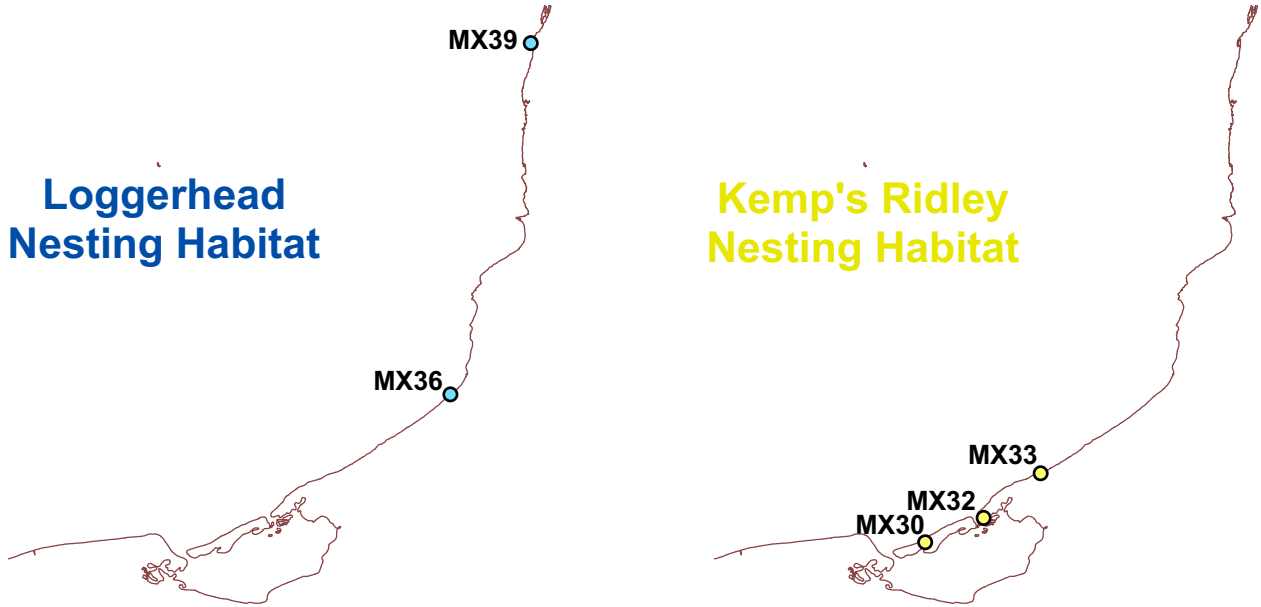 MX39
Loggerhead
Nesting Habitat
MX36
Kemp's Ridley
Nesting Habitat
MX33
MX32
MX30